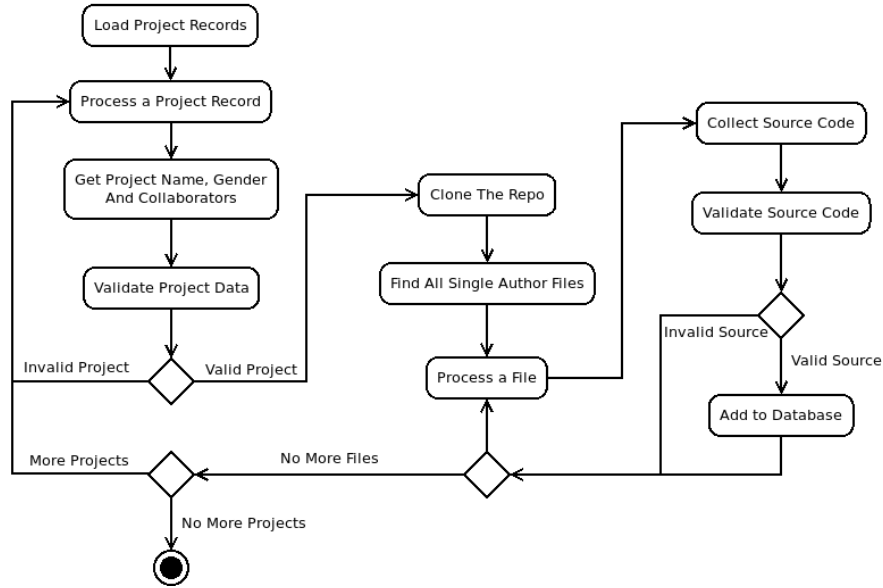 Load Project Records
Process a Project Record
Get Project Name, Gender
And Collaborators
Validate Project Data
Invalid Project
Valid Project
Clone The Repo
Find All Single Author Files
Process a File
Collect Source Code
Validate Source Code
Invalid Source
Valid Source
Add to Database
No More Files
More Projects
No More Projects